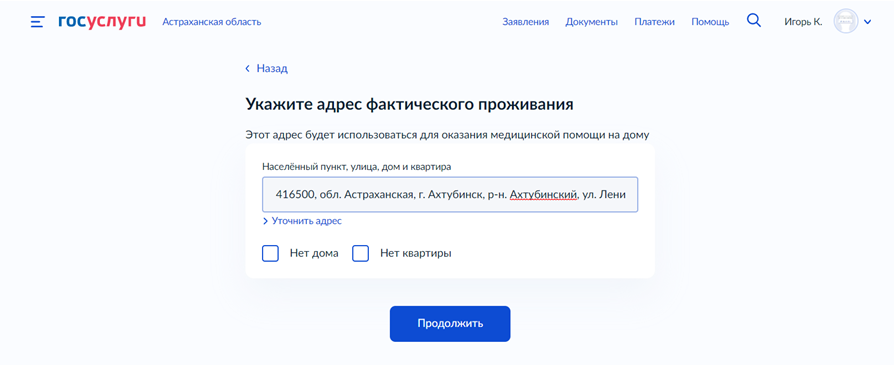 госуслуги Астраханская область Заявления Документы Платежи Помощь Игорь К.
Назад
Укажите адрес фактического проживания
Этот адрес будет использоваться для оказания медицинской помощи на дому
Населённый пункт, улица, дом и квартира
416500, обл. Астраханская, г. Ахтубинск, р-н. Ахтубинский, ул. Лени
Уточнить адрес
Нет дома Нет квартиры
Продолжить